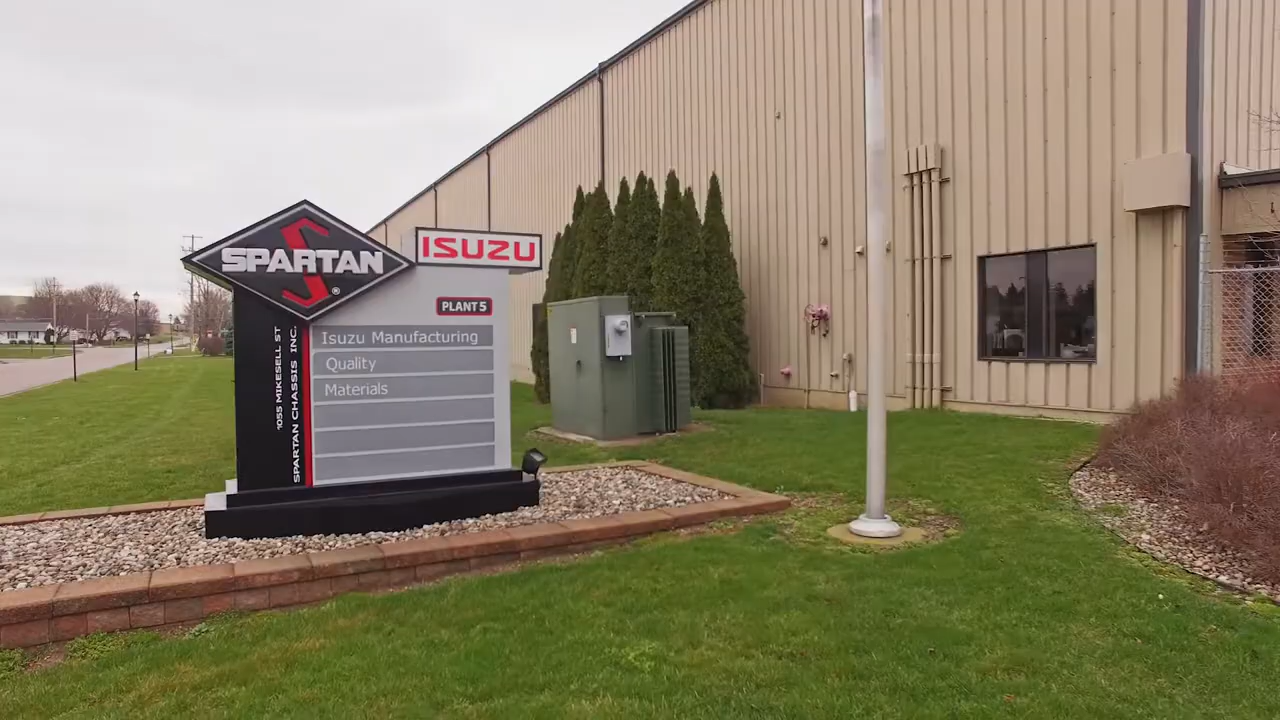 SPARTAN
®
ISUZU
PLANT 5
Isuzu Manufacturing
Quality
Materials
1055 MIKESELL ST
SPARTAN CHASSIS INC.